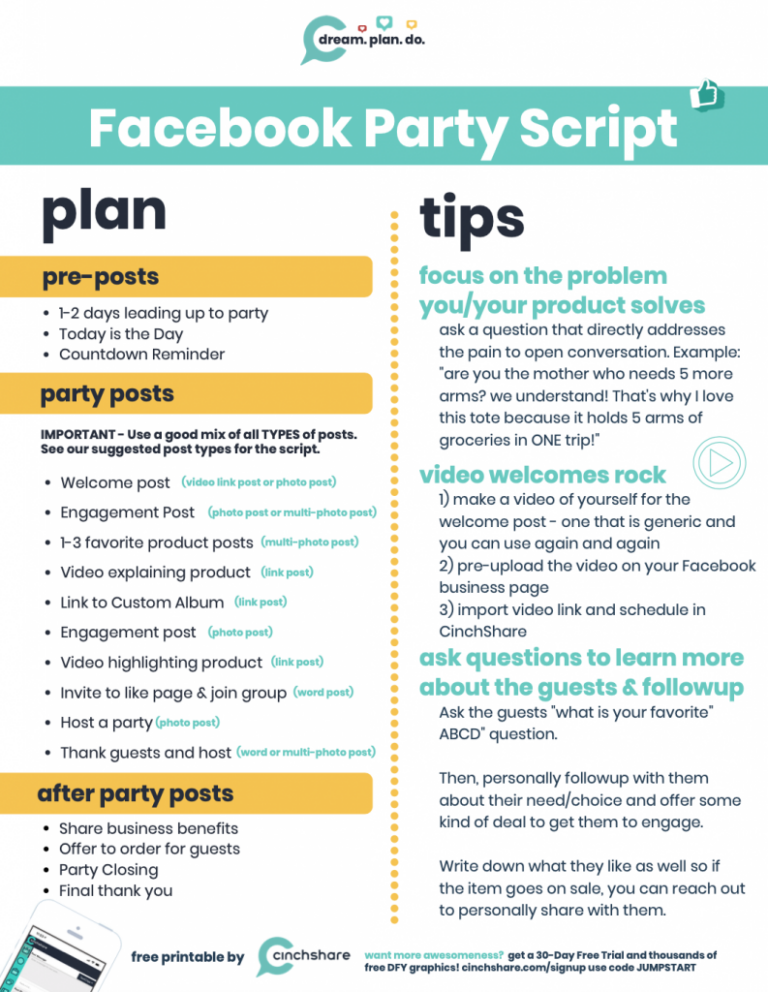 dream. plan. do.
Facebook Party Script
plan
pre-posts
• 1-2 days leading up to party
• Today is the Day
• Countdown Reminder
party posts
IMPORTANT - Use a good mix of all TYPES of posts.
See our suggested post types for the script.
• Welcome post (video link post or photo post)
• Engagement Post (photo post or multi-photo post)
• 1-3 favorite product posts (multi-photo post)
• Video explaining product (link post)
• Link to Custom Album (link post)
• Engagement post (photo post)
• Video highlighting product (link post)
• Invite to like page & join group (word post)
• Host a party (photo post)
• Thank guests and host (word or multi-photo post)
after party posts
• Share business benefits
• Offer to order for guests
• Party Closing
• Final thank you
tips
focus on the problem
you/your product solves
ask a question that directly addresses
the pain to open conversation. Example:
"are you the mother who needs 5 more
arms? we understand! That's why I love
this tote because it holds 5 arms of
groceries in ONE trip!"
video welcomes rock
1) make a video of yourself for the
welcome post - one that is generic and
you can use again and again
2) pre-upload the video on your Facebook
business page
3) import video link and schedule in
CinchShare
ask questions to learn more
about the guests & followup
Ask the guests "what is your favorite"
ABCD" question.
Then, personally followup with them
about their need/choice and offer some
kind of deal to get them to engage.
Write down what they like as well so if
the item goes on sale, you can reach out
to personally share with them.
free printable by
cinchshare
want more awesomeness? get a 30-Day Free Trial and thousands of
free DFY graphics! cinchshare.com/signup use code JUMPSTART